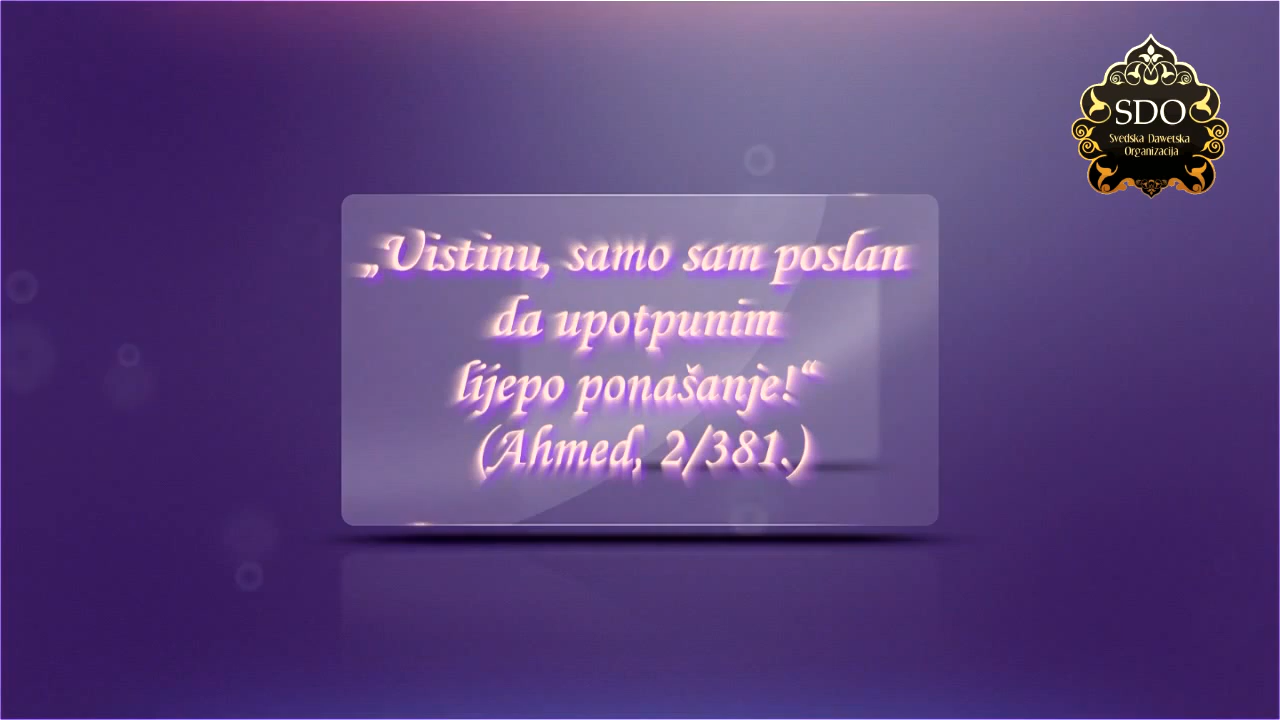 „Uistinu, samo sam poslan
da upotpunim
lijepo ponašanje!“
(Ahmed, 2/381.)
SDO
Svedska Dawetska
Organizacija